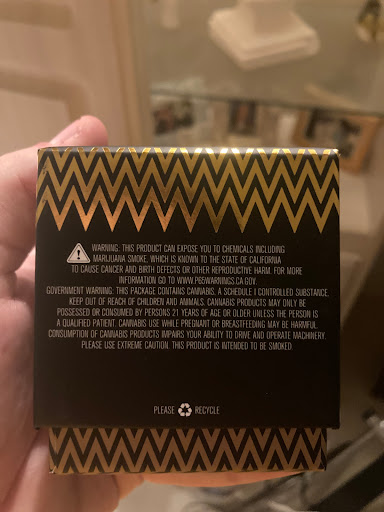 WARNING: THIS PRODUCT CAN EXPOSE YOU TO CHEMICALS INCLUDING
MARIJUANA SMOKE, WHICH IS KNOWN TO THE STATE OF CALIFORNIA
TO CAUSE CANCER AND BIRTH DEFECTS OR OTHER REPRODUCTIVE HARM. FOR MORE
INFORMATION GO TO WWW.P65WARNINGS.CA.GOV.
GOVERNMENT WARNING: THIS PACKAGE CONTAINS CANNABIS, A SCHEDULE I CONTROLLED SUBSTANCE.
KEEP OUT OF REACH OF CHILDREN AND ANIMALS. CANNABIS PRODUCTS MAY ONLY BE
POSSESSED OR CONSUMED BY PERSONS 21 YEARS OF AGE OR OLDER UNLESS THE PERSON IS
A QUALIFIED PATIENT. CANNABIS USE WHILE PREGNANT OR BREASTFEEDING MAY BE HARMFUL.
CONSUMPTION OF CANNABIS PRODUCTS IMPAIRS YOUR ABILITY TO DRIVE AND OPERATE MACHINERY.
PLEASE USE EXTREME CAUTION. THIS PRODUCT IS INTENDED TO BE SMOKED.
PLEASE RECYCLE